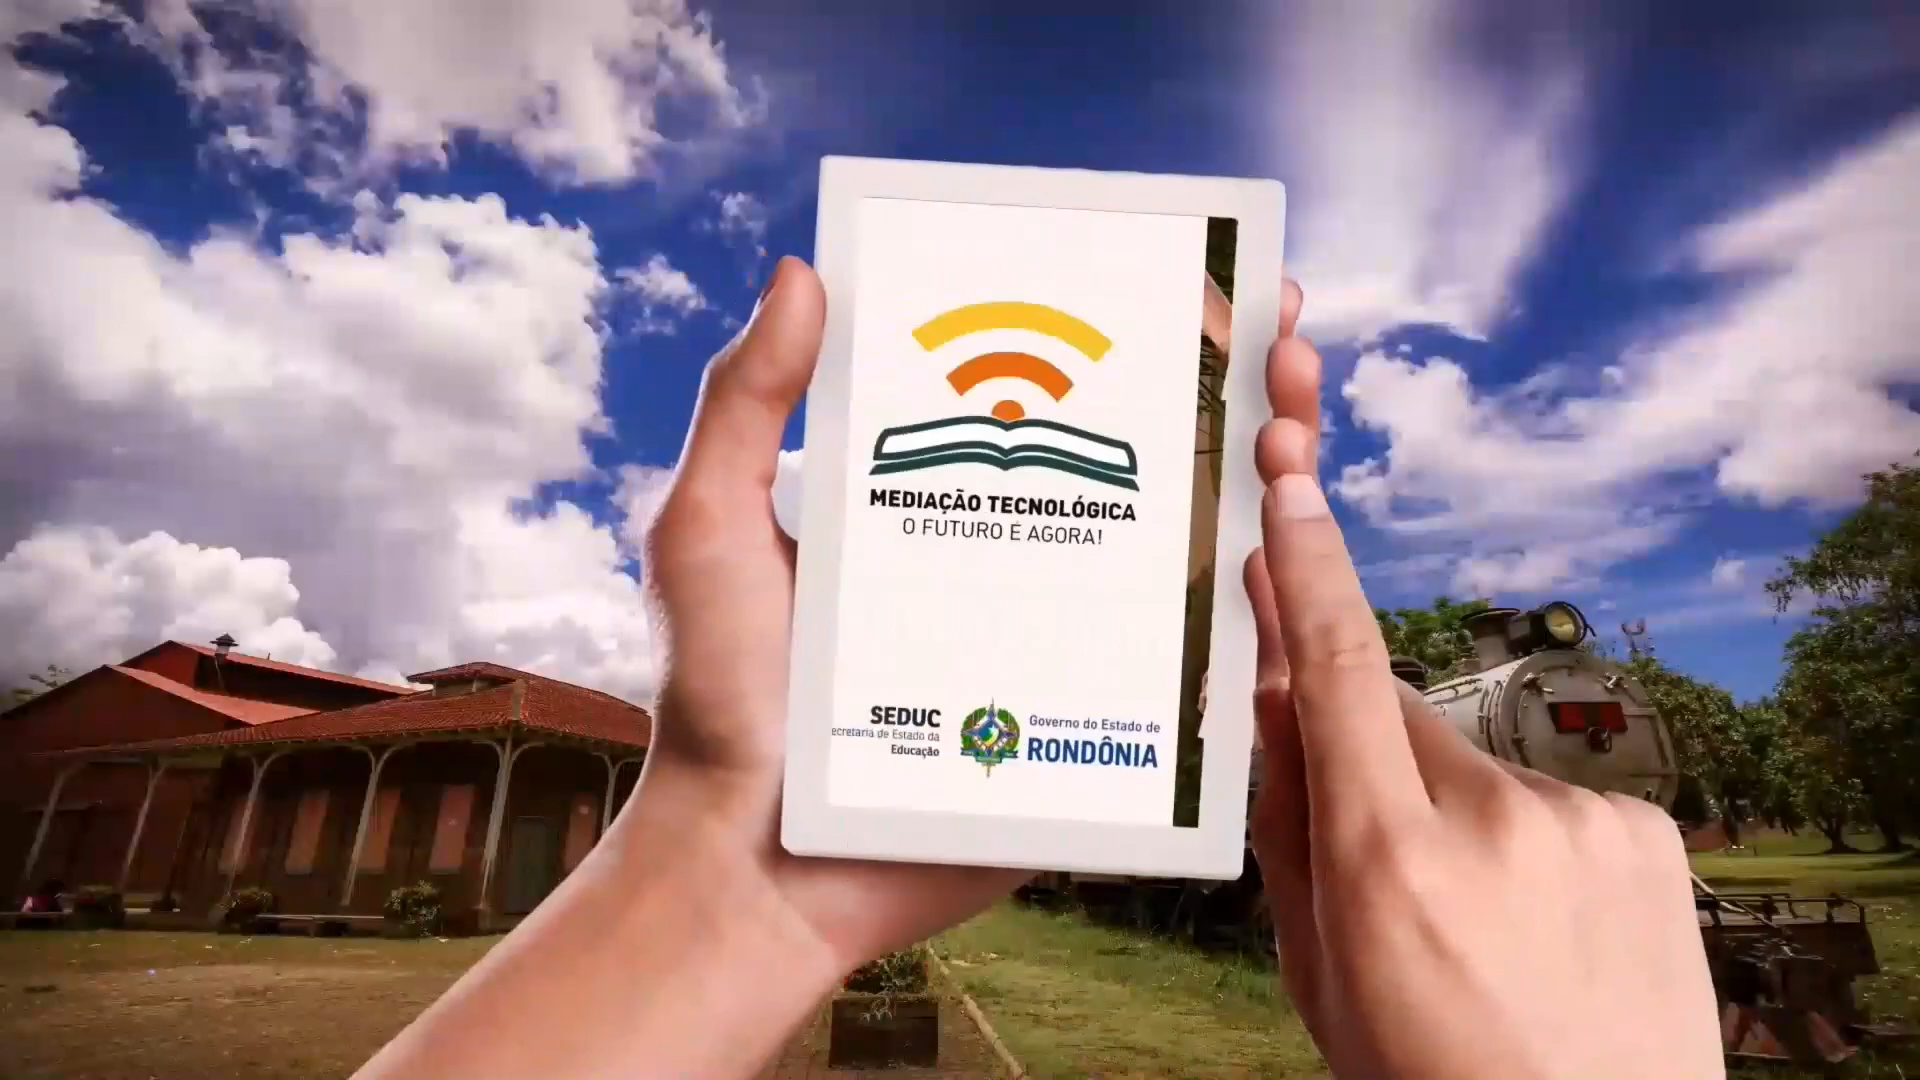 MEDIAÇÃO TECNOLÓGICA
O FUTURO É AGORA!
SEDUC
ecretaria de Estado da
Educação
Governo do Estado de
RONDÔNIA